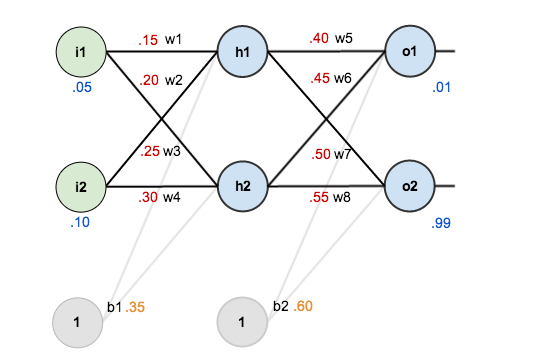 i1 .15 w1 h1 .40 w5 o1
.05 .20 w2 .45 w6 .01
.25 w3 .50 w7
i2 .30 w4 h2 .55 w8 o2
.10 .99
1 b1 .35 1 b2 .60